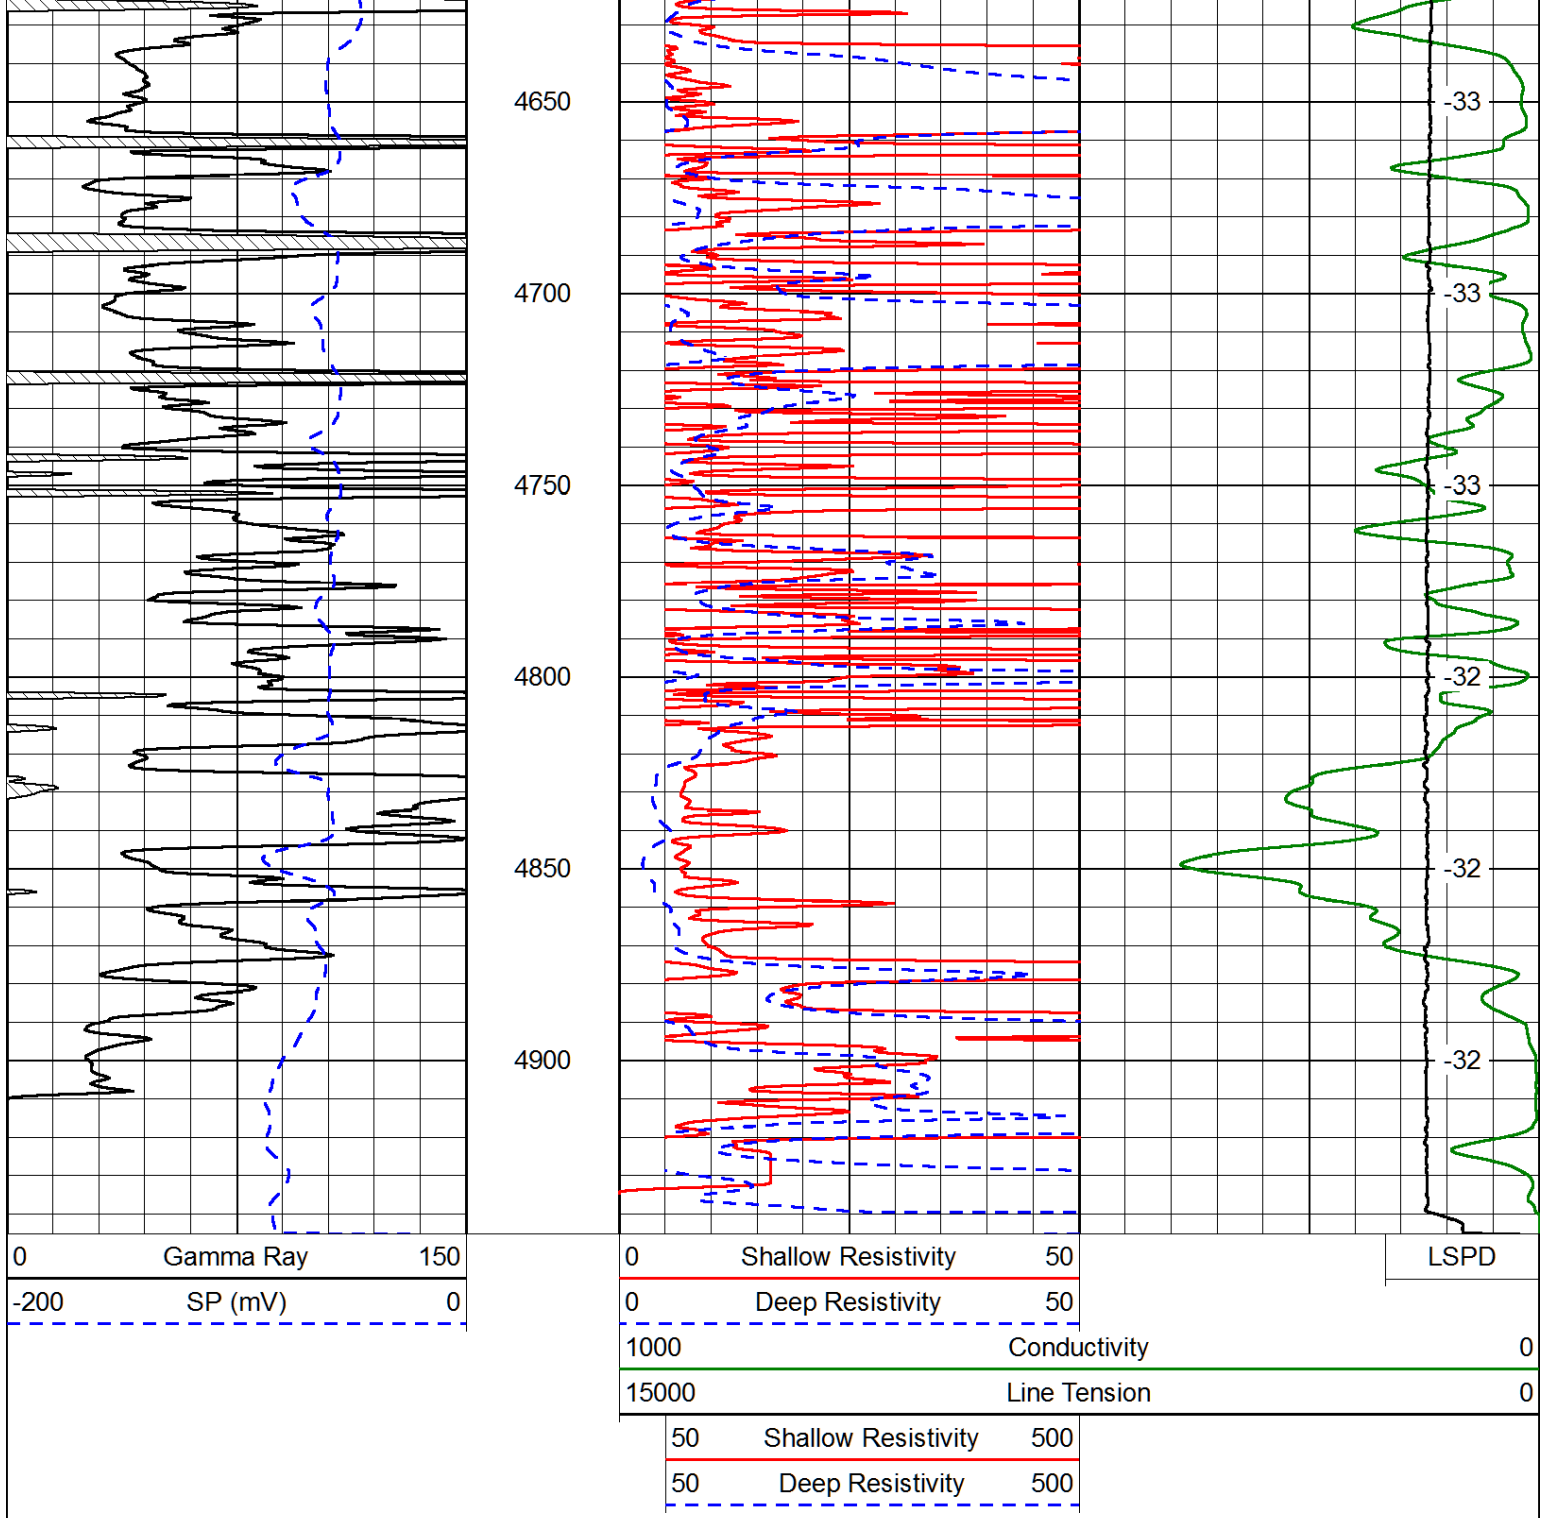 4650 -33
4700 -33
4750 -33
4800 -32
4850 -32
4900 -32
0 Gamma Ray 150
-200 SP (mV) 0
0 Shallow Resistivity 50
0 Deep Resistivity 50
1000 Conductivity 0
15000 Line Tension 0
50 Shallow Resistivity 500
50 Deep Resistivity 500
LSPD